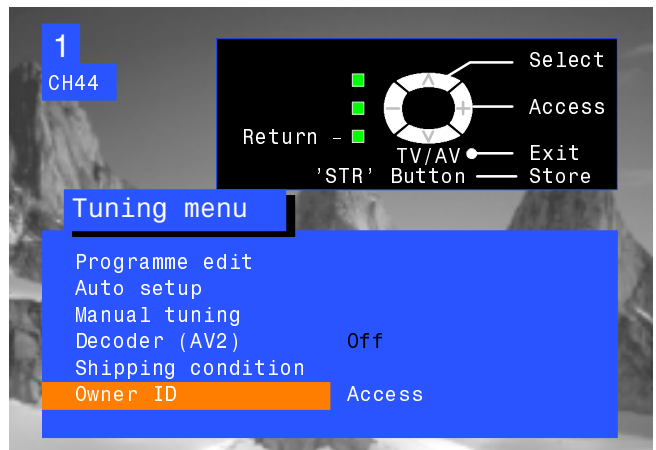 1
CH44
Select
Access
Return –
TV/AV
Exit
'STR' Button
Store
Tuning menu
Programme edit
Auto setup
Manual tuning
Decoder (AV2) Off
Shipping condition
Owner ID Access